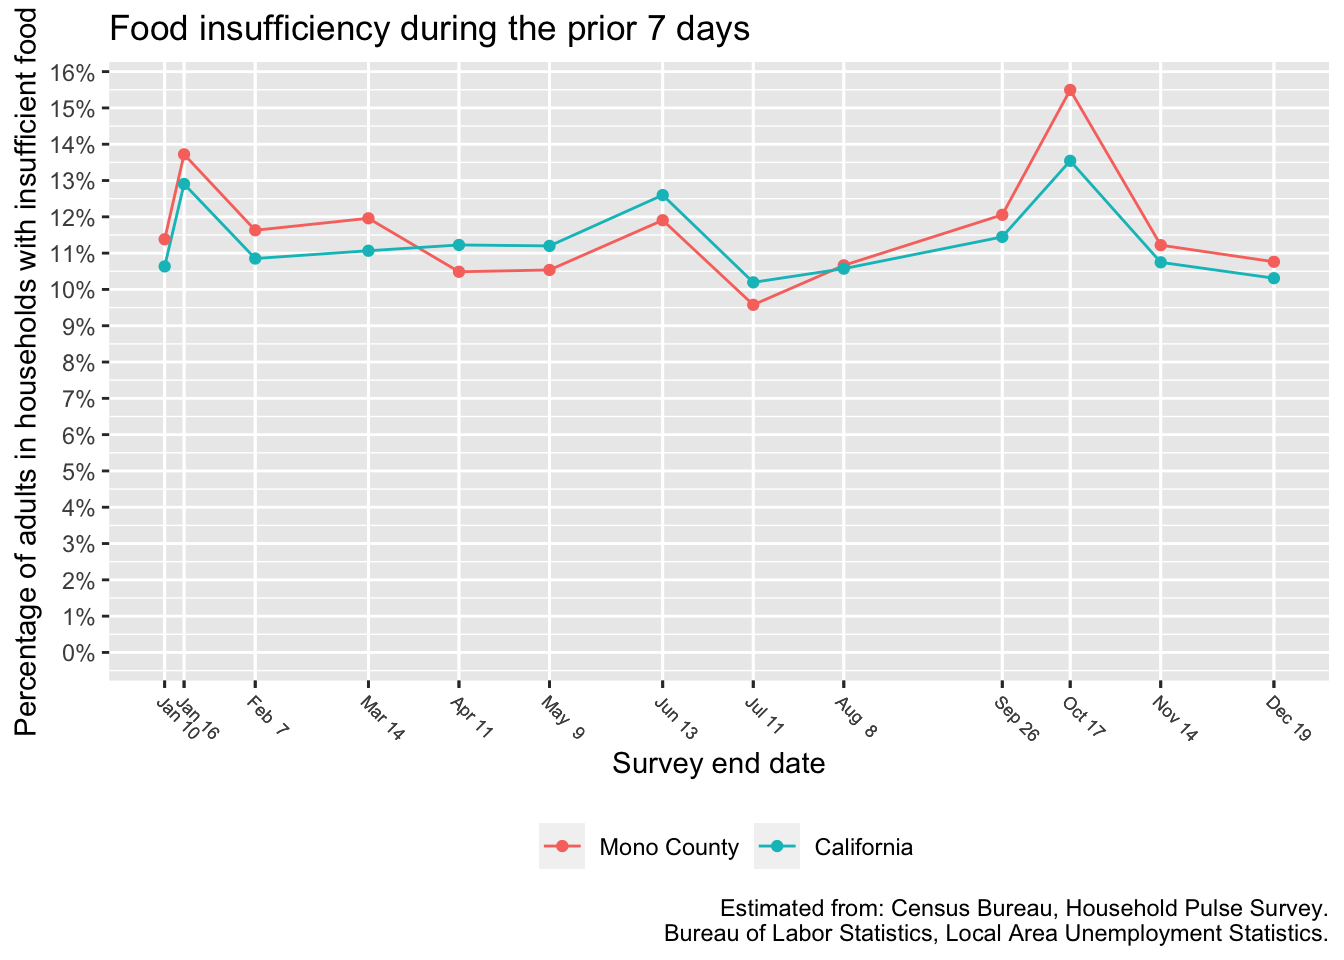 Food insufficiency during the prior 7 days
Percentage of adults in households with insufficient food
16%
15%
14%
13%
12%
11%
10%
9%
8%
7%
6%
5%
4%
3%
2%
1%
0%
Jan 10
Jan 16
Feb 7
Mar 14
Apr 11
May 9
Jun 13
Jul 11
Aug 8
Sep 26
Oct 17
Nov 14
Dec 19
Survey end date
Mono County
California
Estimated from: Census Bureau, Household Pulse Survey.
Bureau of Labor Statistics, Local Area Unemployment Statistics.